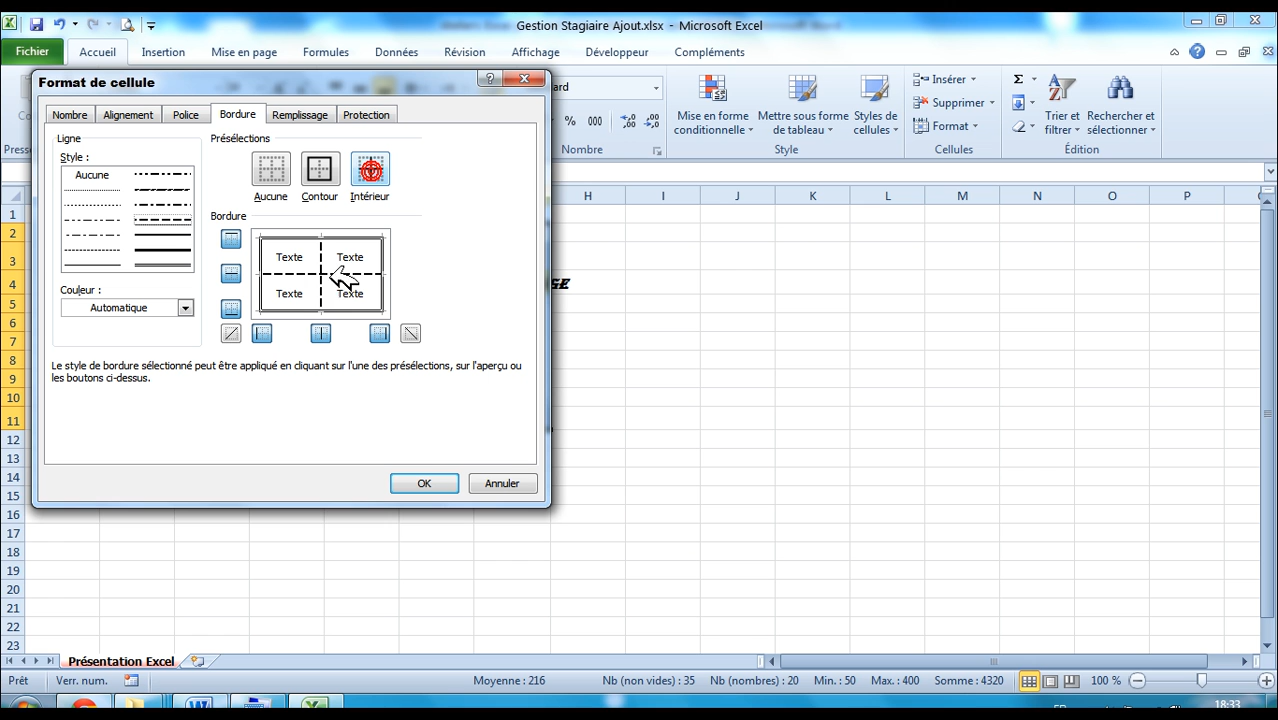 Gestion Stagiaire Ajout.xlsx - Microsoft Excel
Fichier Accueil Insertion Mise en page Formules Données Révision Affichage Développeur Compléments
Format de cellule
Nombre Alignement Police Bordure Remplissage Protection
Ligne
Style :
Aucune
Couleur :
Automatique
Présélections
Aucune Contour Intérieur
Bordure
Texte Texte
Texte Texte
Le style de bordure sélectionné peut être appliqué en cliquant sur l'une des présélections, sur l'aperçu ou
les boutons ci-dessus.
OK Annuler
% 000
Nombre
Mise en forme
conditionnelle
Mettre sous forme
de tableau
Styles de
cellules
Style
Insérer
Supprimer
Format
Cellules
Σ
Trier et
filtrer
Rechercher et
sélectionner
Édition
H I J K L M N O P
1
2
3
4
5
6
7
8
9
10
11
12
13
14
15
16
17
18
19
20
21
22
23
Présentation Excel
Prêt Verr. num. Moyenne : 216 Nb (non vides) : 35 Nb (nombres) : 20 Min. : 50 Max. : 400 Somme : 4320 100 %
18:33